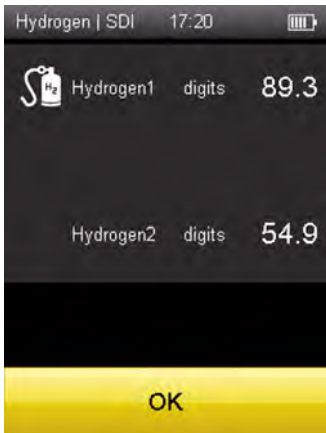 Hydrogen | SDI 17:20
H₂ Hydrogen1 digits 89.3
Hydrogen2 digits 54.9
OK